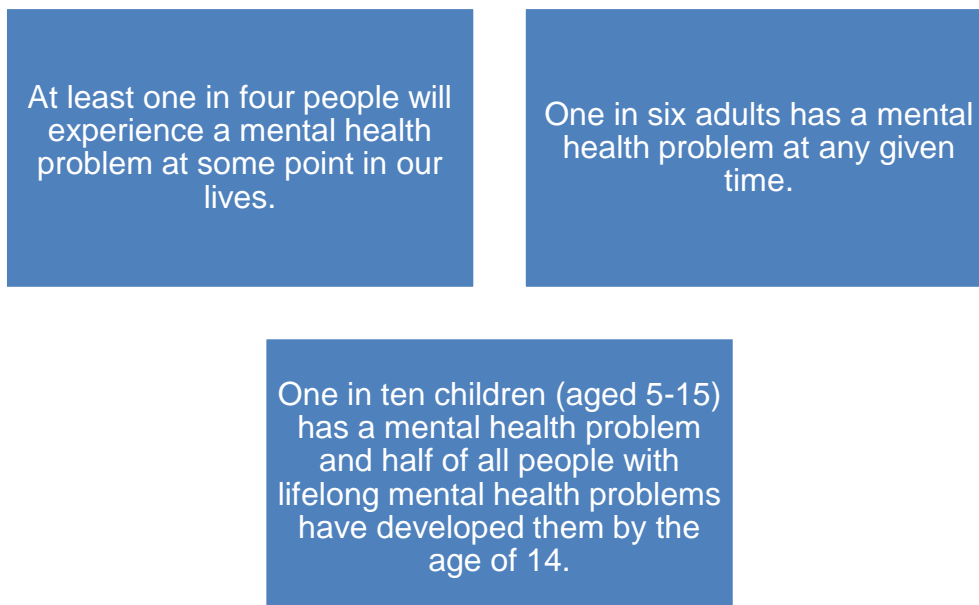 At least one in four people will
experience a mental health
problem at some point in our
lives.
One in six adults has a mental
health problem at any given
time.
One in ten children (aged 5-15)
has a mental health problem
and half of all people with
lifelong mental health problems
have developed them by the
age of 14.